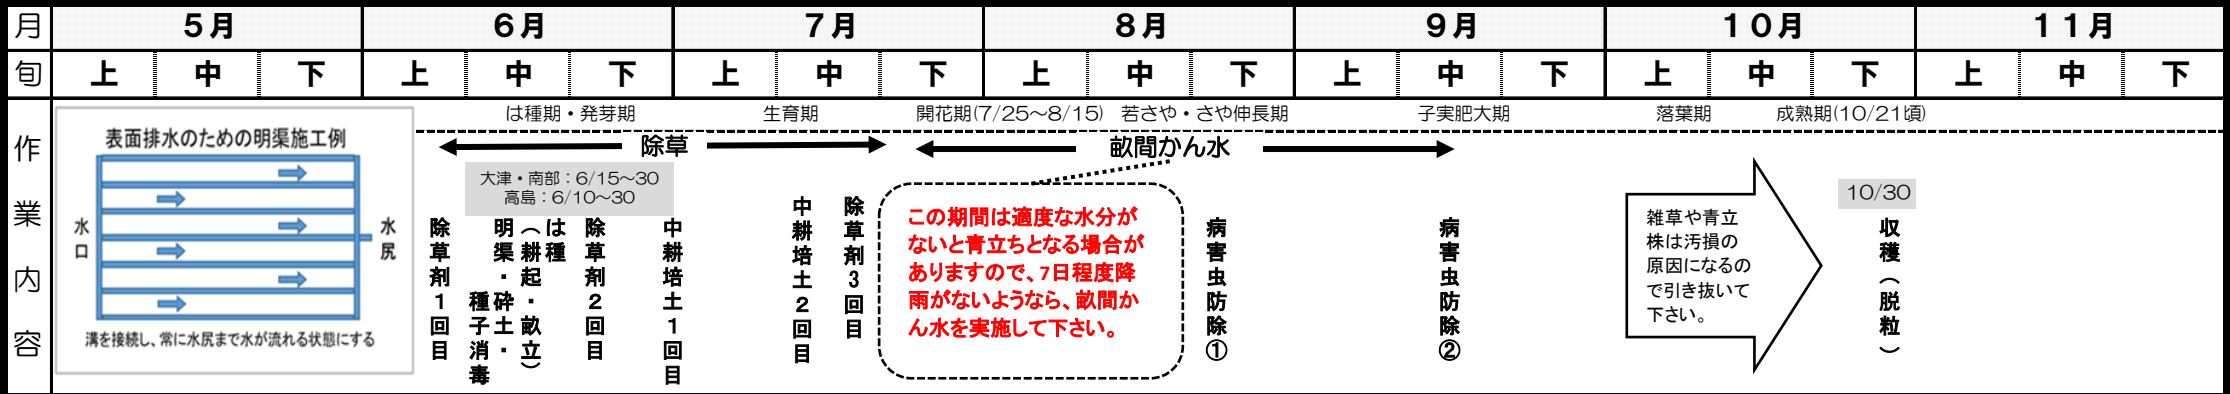 月
５月
６月
７月
８月
９月
１０月
１１月
旬
上 中 下 上 中 下 上 中 下 上 中 下 上 中 下 上 中 下 上 中 下
作業内容
表面排水のための明渠施工例
水口
水尻
溝を接続し、常に水尻まで水が流れる状態にする
は種期・発芽期
生育期
開花期(7/25～8/15)
若さや・さや伸長期
子実肥大期
落葉期
成熟期(10/21頃)
除草
畝間かん水
大津・南部：6/15～30
高島：6/10～30
除草剤１回目
は種
（耕起・畝立）
明渠・砕土・
種子消毒
除草剤２回目
中耕培土１回目
中耕培土２回目
除草剤３回目
この期間は適度な水分が
ないと青立ちとなる場合が
ありますので、7日程度降
雨がないようなら、畝間か
ん水を実施して下さい。
病害虫防除①
病害虫防除②
雑草や青立
株は汚損の
原因になるの
で引き抜いて
下さい。
10/30
収穫（脱粒）